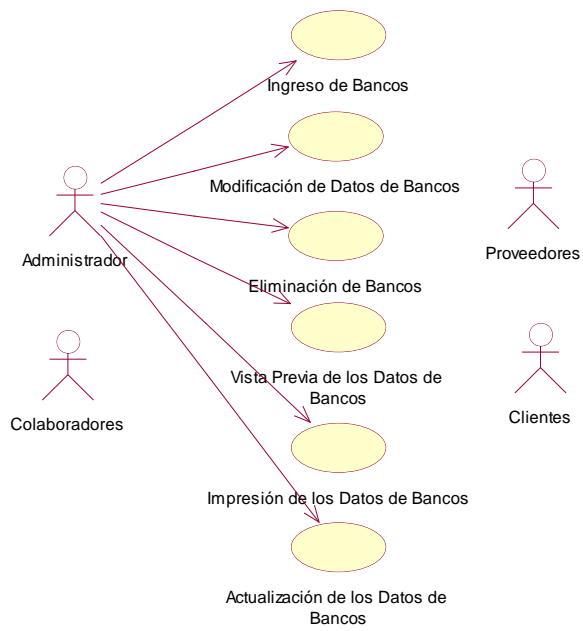 Ingreso de Bancos
Modificación de Datos de Bancos
Administrador
Proveedores
Eliminación de Bancos
Vista Previa de los Datos de
Bancos
Colaboradores
Clientes
Impresión de los Datos de Bancos
Actualización de los Datos de
Bancos